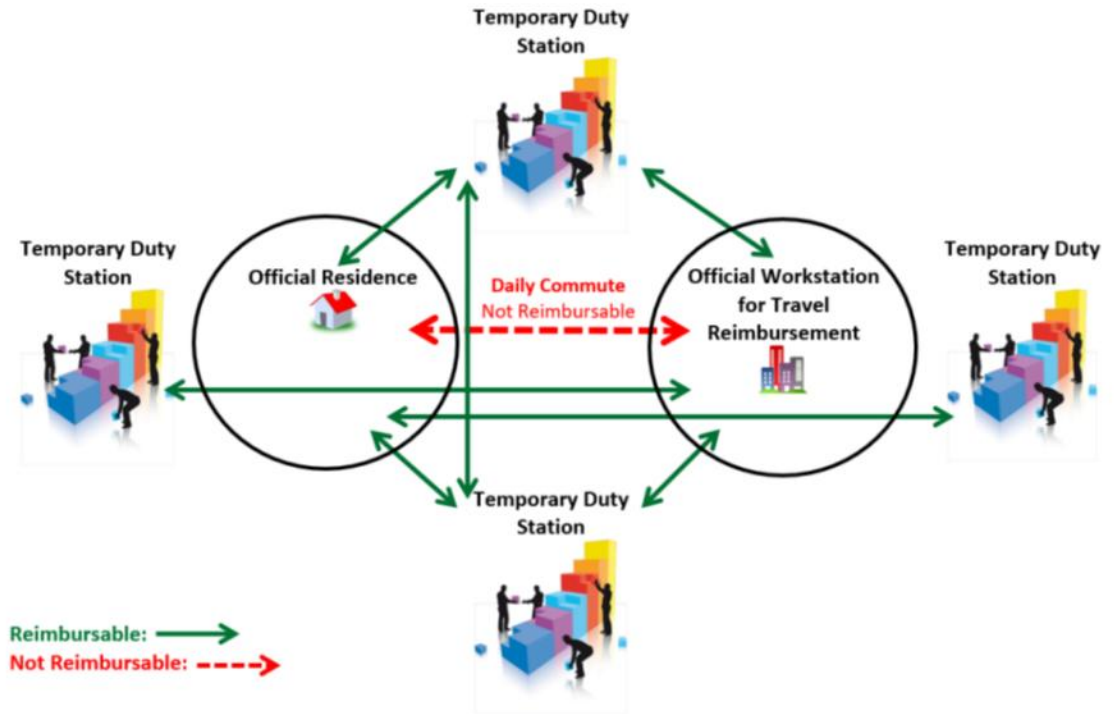 Temporary Duty
Station
Temporary Duty
Station
Official Residence
Daily Commute
Not Reimbursable
Official Workstation
for Travel
Reimbursement
Temporary Duty
Station
Temporary Duty
Station
Reimbursable:
Not Reimbursable: